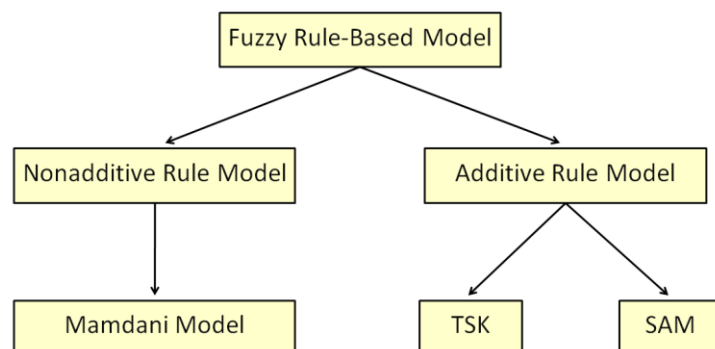 Fuzzy Rule-Based Model
Nonadditive Rule Model
Additive Rule Model
Mamdani Model
TSK
SAM